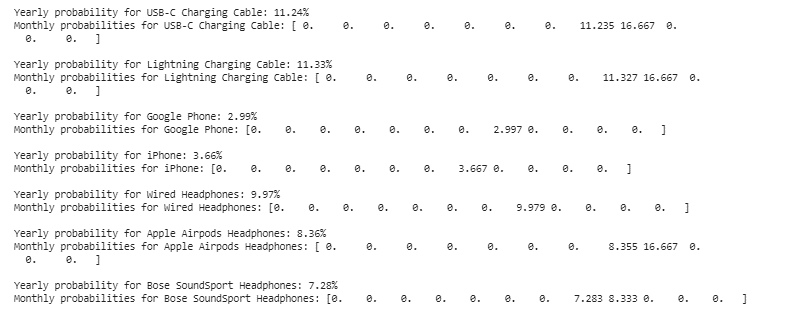 Yearly probability for USB-C Charging Cable: 11.24%
Monthly probabilities for USB-C Charging Cable: [ 0. 0. 0. 0. 0. 0. 0. 11.235 16.667 0.
0. 0. ]
Yearly probability for Lightning Charging Cable: 11.33%
Monthly probabilities for Lightning Charging Cable: [ 0. 0. 0. 0. 0. 0. 0. 11.327 16.667 0.
0. 0. ]
Yearly probability for Google Phone: 2.99%
Monthly probabilities for Google Phone: [0. 0. 0. 0. 0. 0. 0. 2.997 0. 0. 0. 0. ]
Yearly probability for iPhone: 3.66%
Monthly probabilities for iPhone: [0. 0. 0. 0. 0. 0. 0. 3.667 0. 0. 0. 0. ]
Yearly probability for Wired Headphones: 9.97%
Monthly probabilities for Wired Headphones: [0. 0. 0. 0. 0. 0. 0. 9.979 0. 0. 0. 0. ]
Yearly probability for Apple Airpods Headphones: 8.36%
Monthly probabilities for Apple Airpods Headphones: [ 0. 0. 0. 0. 0. 0. 0. 8.355 16.667 0.
0. 0. ]
Yearly probability for Bose SoundSport Headphones: 7.28%
Monthly probabilities for Bose SoundSport Headphones: [0. 0. 0. 0. 0. 0. 0. 7.283 8.333 0. 0. 0. ]